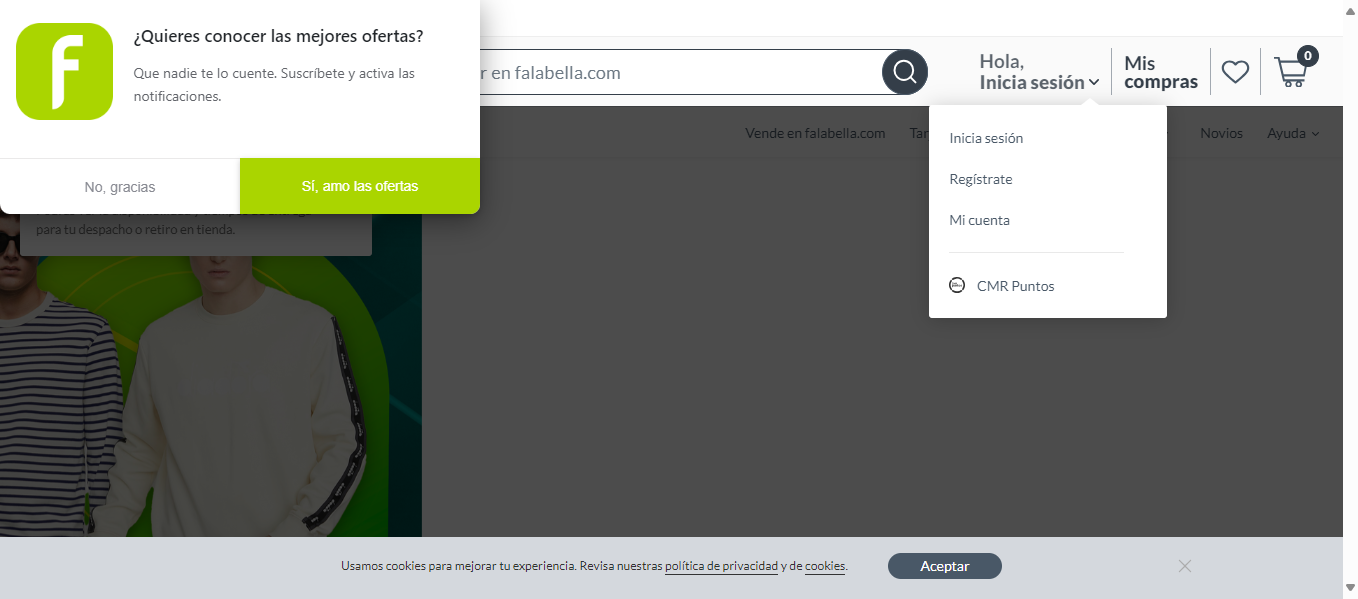 ¿Quieres conocer las mejores ofertas?
Que nadie te lo cuente. Suscríbete y activa las
notificaciones.
No, gracias
Sí, amo las ofertas
en falabella.com
Hola,
Inicia sesión
Mis
compras
0
Vende en falabella.com
Novios
Ayuda
Inicia sesión
Regístrate
Mi cuenta
CMR Puntos
para tu despacho o retiro en tienda.
Usamos cookies para mejorar tu experiencia. Revisa nuestras política de privacidad y de cookies.
Aceptar